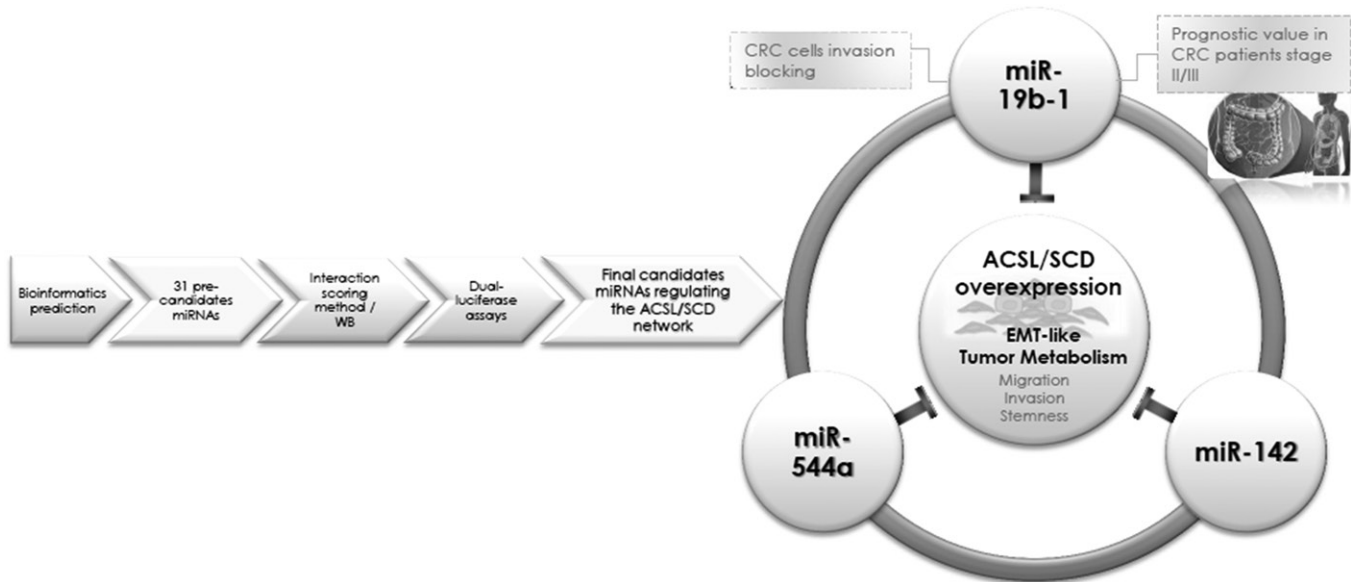 Bioinformatics
prediction
31 pre-
candidates
miRNAs
Interaction
scoring
method /
WB
Dual-
luciferase
assays
Final candidates
miRNAs regulating
the ACSL/SCD
network
CRC cells invasion
blocking
miR-
19b-1
Prognostic value in
CRC patients stage
II/III
ACSL/SCD
overexpression
EMT-like
Tumor Metabolism
Migration
Invasion
Stemness
miR-
544a
miR-142